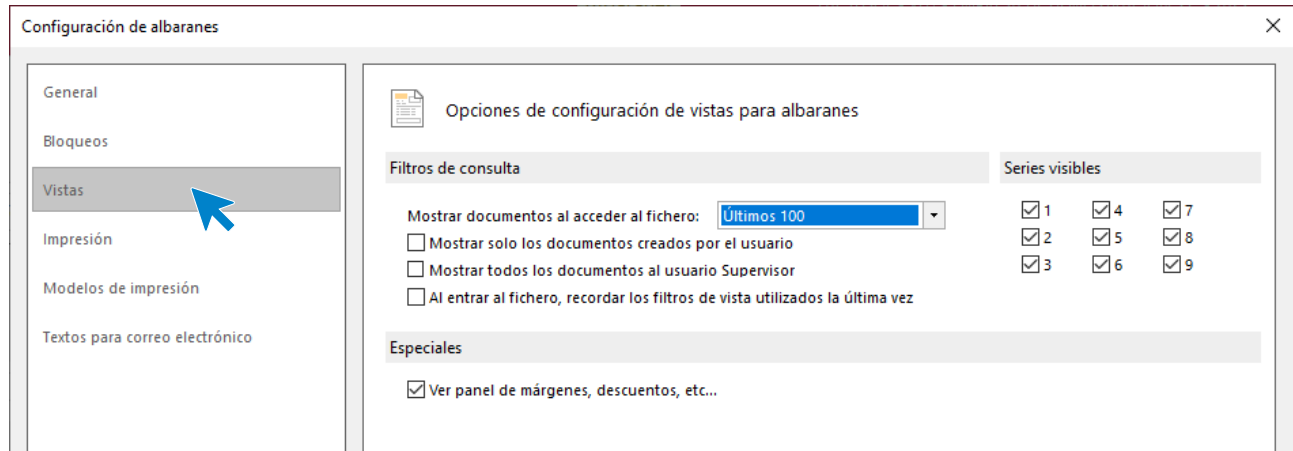 Configuración de albaranes
General
Bloqueos
Vistas
Impresión
Modelos de impresión
Textos para correo electrónico
Opciones de configuración de vistas para albaranes
Filtros de consulta
Mostrar documentos al acceder al fichero: Últimos 100
Mostrar solo los documentos creados por el usuario
Mostrar todos los documentos al usuario Supervisor
Al entrar al fichero, recordar los filtros de vista utilizados la última vez
Series visibles
1 4 7
2 5 8
3 6 9
Especiales
Ver panel de márgenes, descuentos, etc...